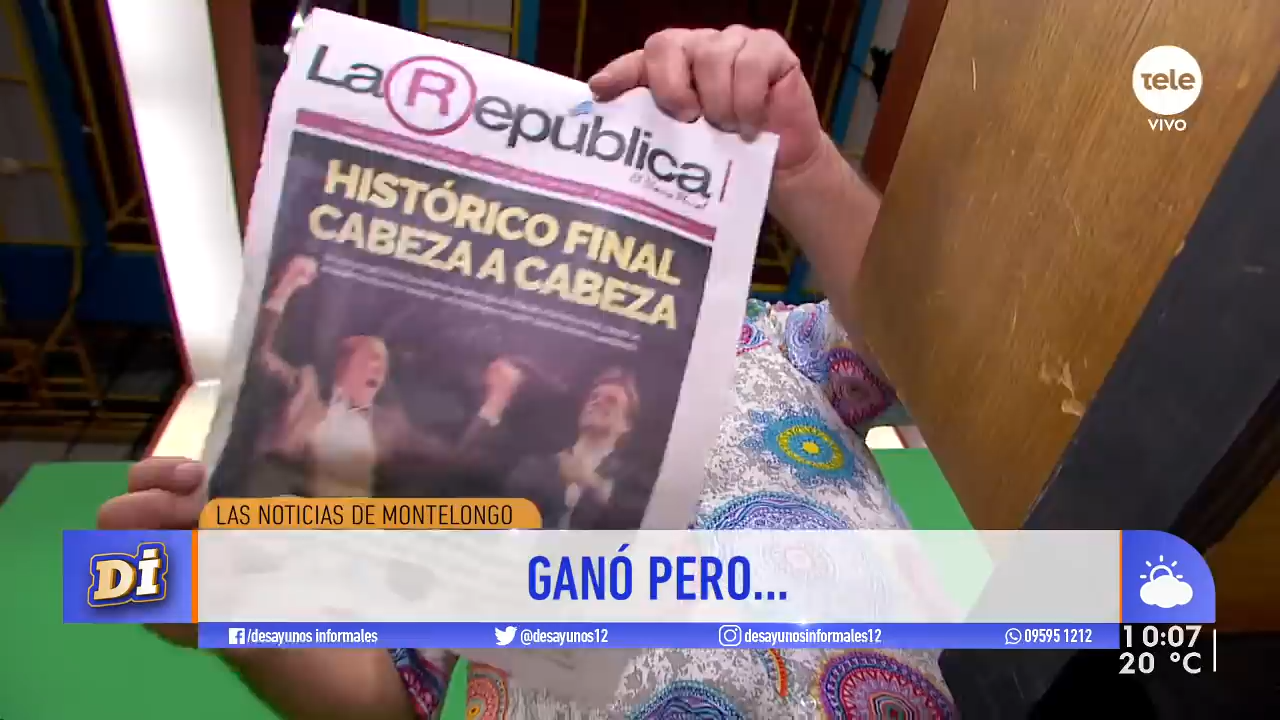 La República
HISTÓRICO FINAL
CABEZA A CABEZA
tele
VIVO
LAS NOTICIAS DE MONTELONGO
Di
GANÓ PERO...
/desayunos informales
@desayunos12
desayunosinformales12
09595 1212
10:07
20 °C